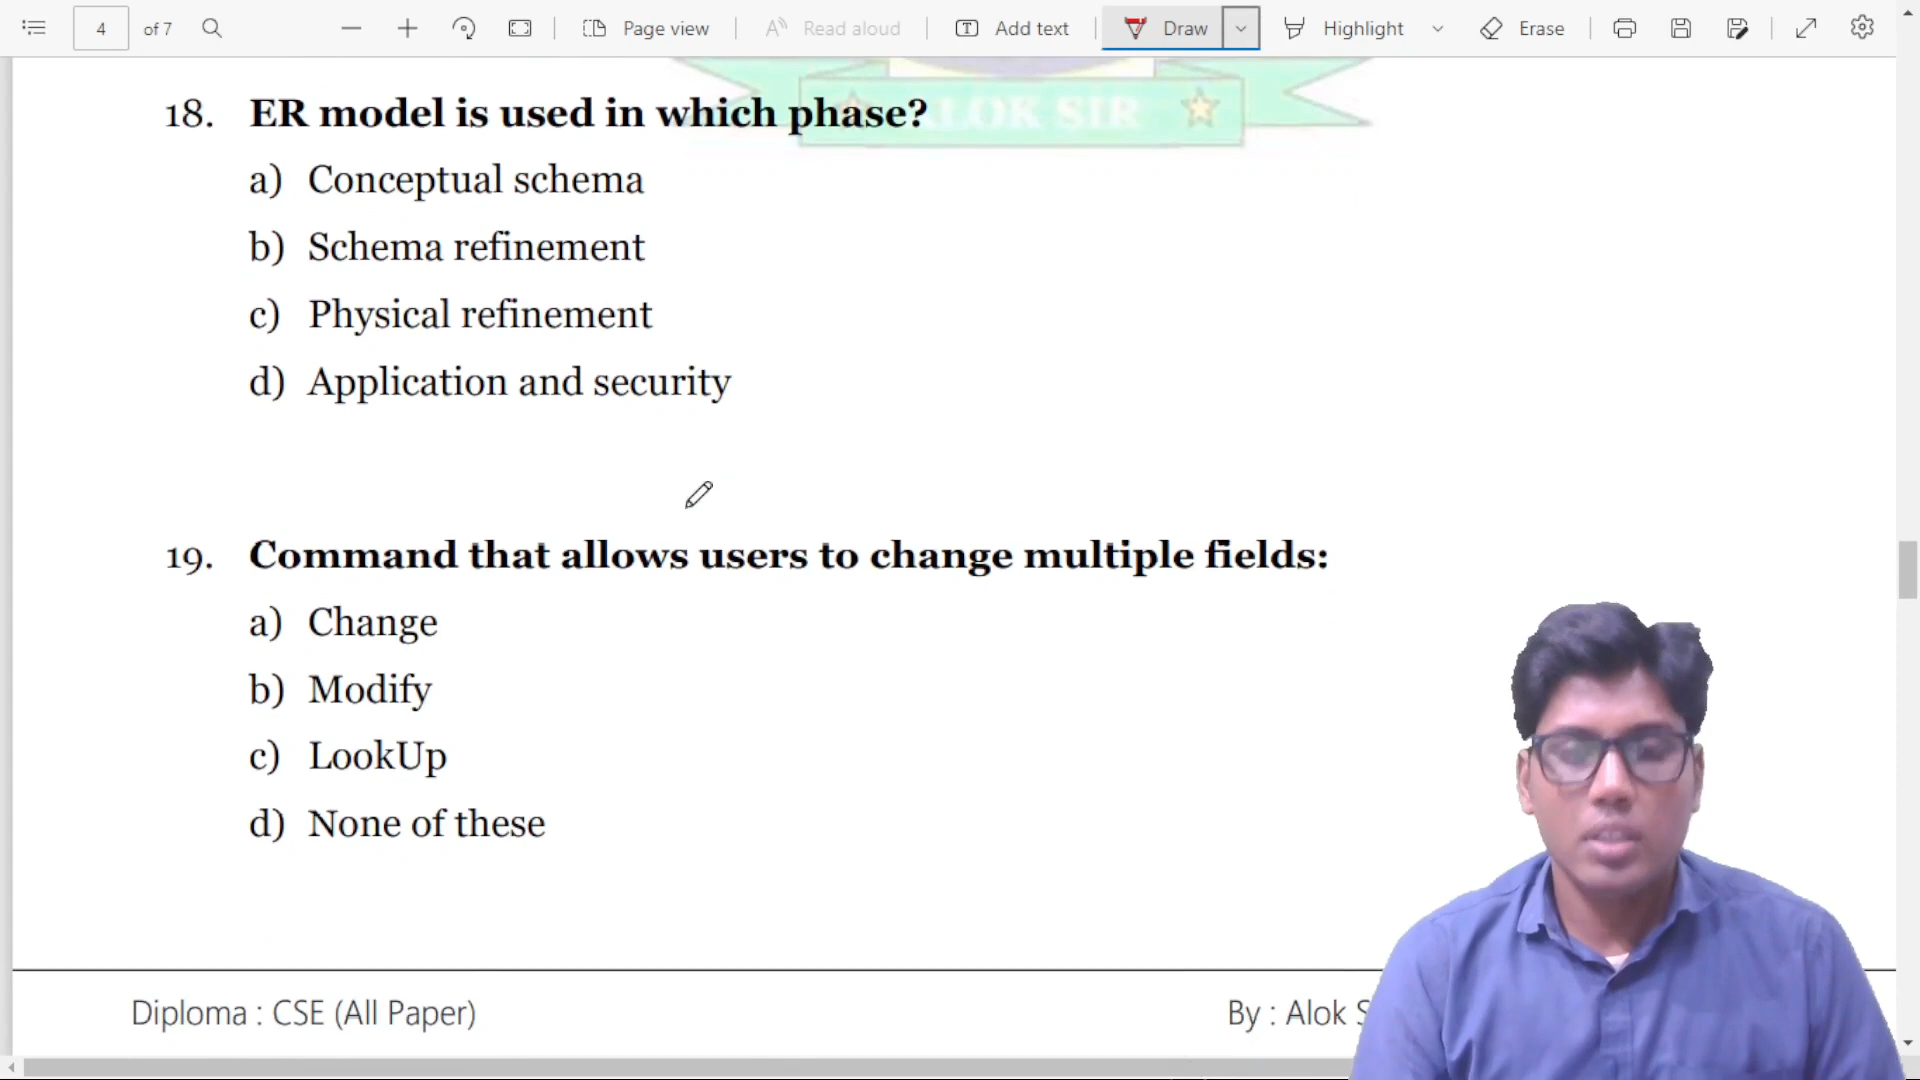 4 of 7 Page view Read aloud Add text Draw Highlight Erase
ALOK SIR
18. ER model is used in which phase?
a) Conceptual schema
b) Schema refinement
c) Physical refinement
d) Application and security
19. Command that allows users to change multiple fields:
a) Change
b) Modify
c) LookUp
d) None of these
Diploma : CSE (All Paper) By : Alok